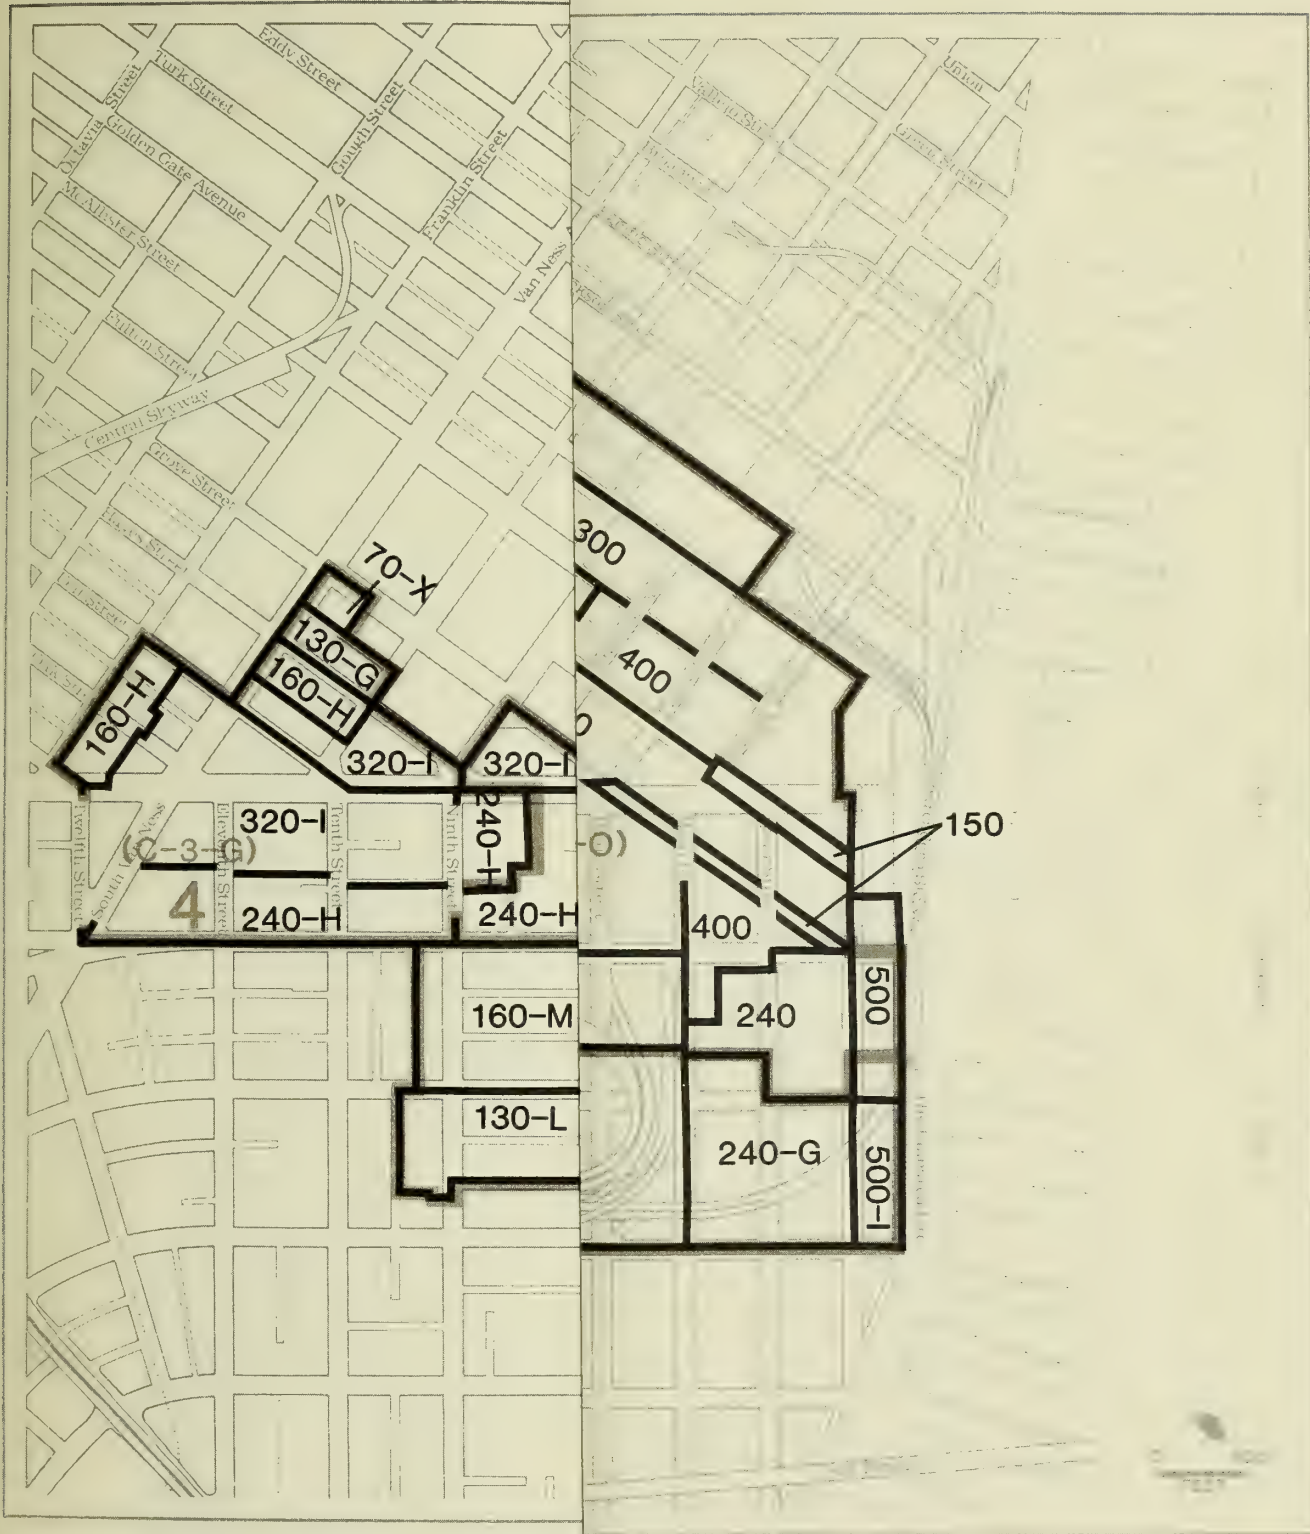 Eddy Street
Turk Street
Octavia Street
Golden Gate Avenue
Gough Street
Franklin Street
McAllister Street
Van Ness
Fulton Street
Central Skyway
Grove Street
Union
Green Street
300
70-X
130-G
160-H
160-H
400
320-I
320-I
320-I
240-H
150
(C-3-G)
-O)
4
Twelfth Street
South
Ness
Eleventh Street
Tenth Street
Ninth Street
240-H
240-H
400
500
160-M
240
130-L
240-G
500-I